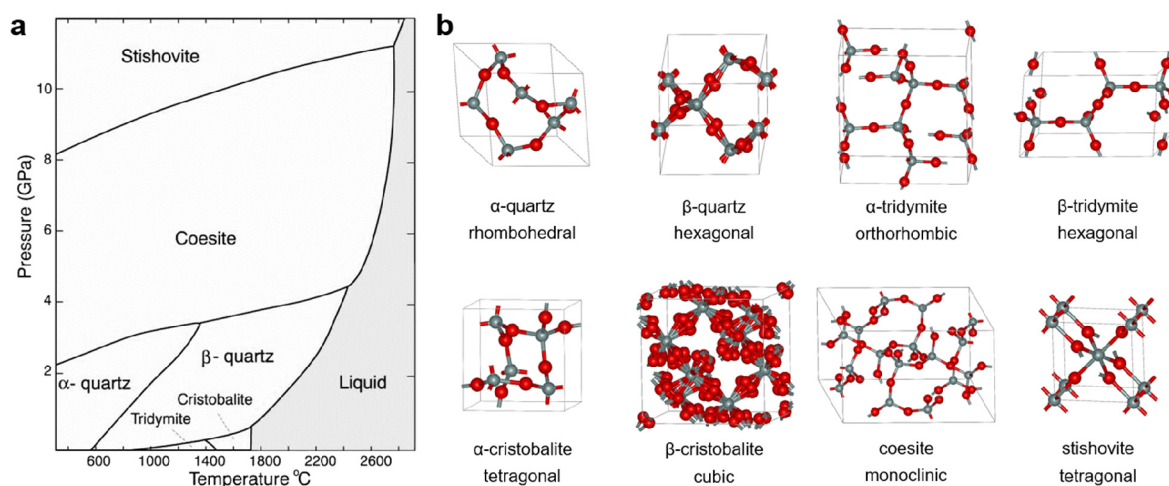 a
Stishovite
Coesite
β- quartz
α- quartz
Cristobalite
Tridymite
Liquid
Pressure (GPa)
10
8
6
4
2
600 1000 1400 1800 2200 2600
Temperature °C
b
α-quartz
rhombohedral
β-quartz
hexagonal
α-tridymite
orthorhombic
β-tridymite
hexagonal
α-cristobalite
tetragonal
β-cristobalite
cubic
coesite
monoclinic
stishovite
tetragonal